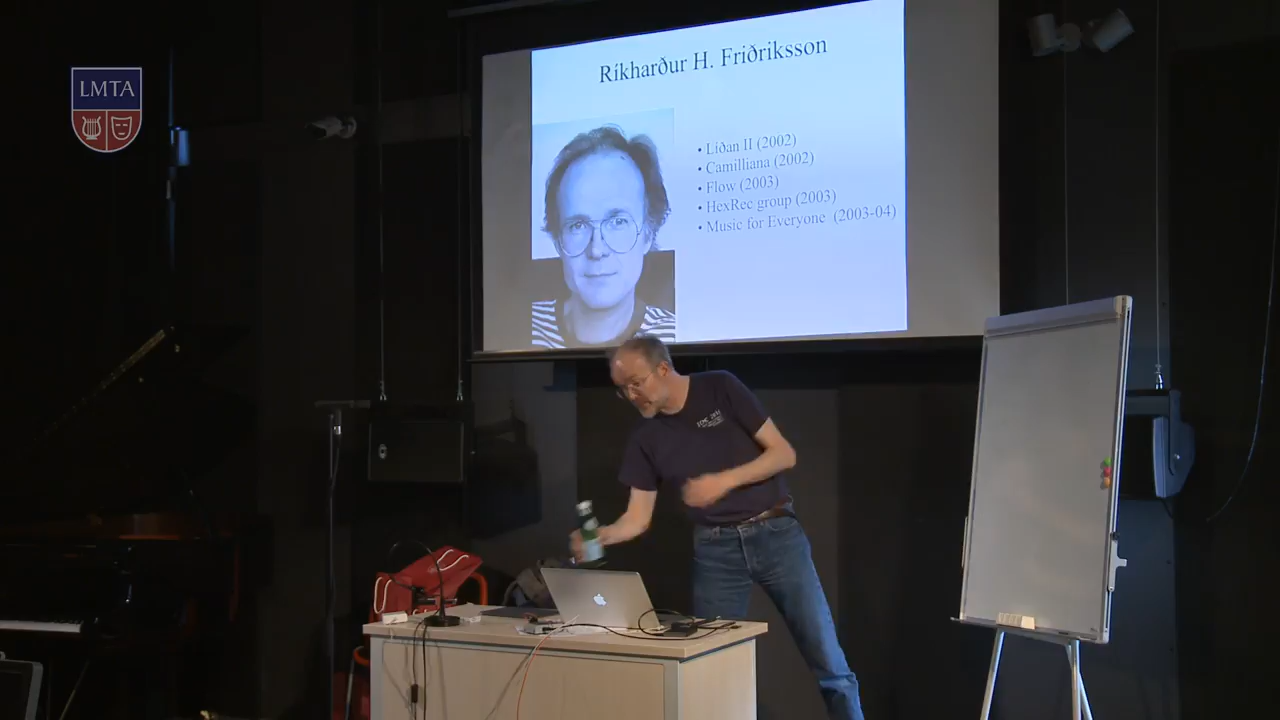 LMTA
Ríkharður H. Friðriksson
• Líðan II (2002)
• Camilliana (2002)
• Flow (2003)
• HexRec group (2003)
• Music for Everyone (2003-04)